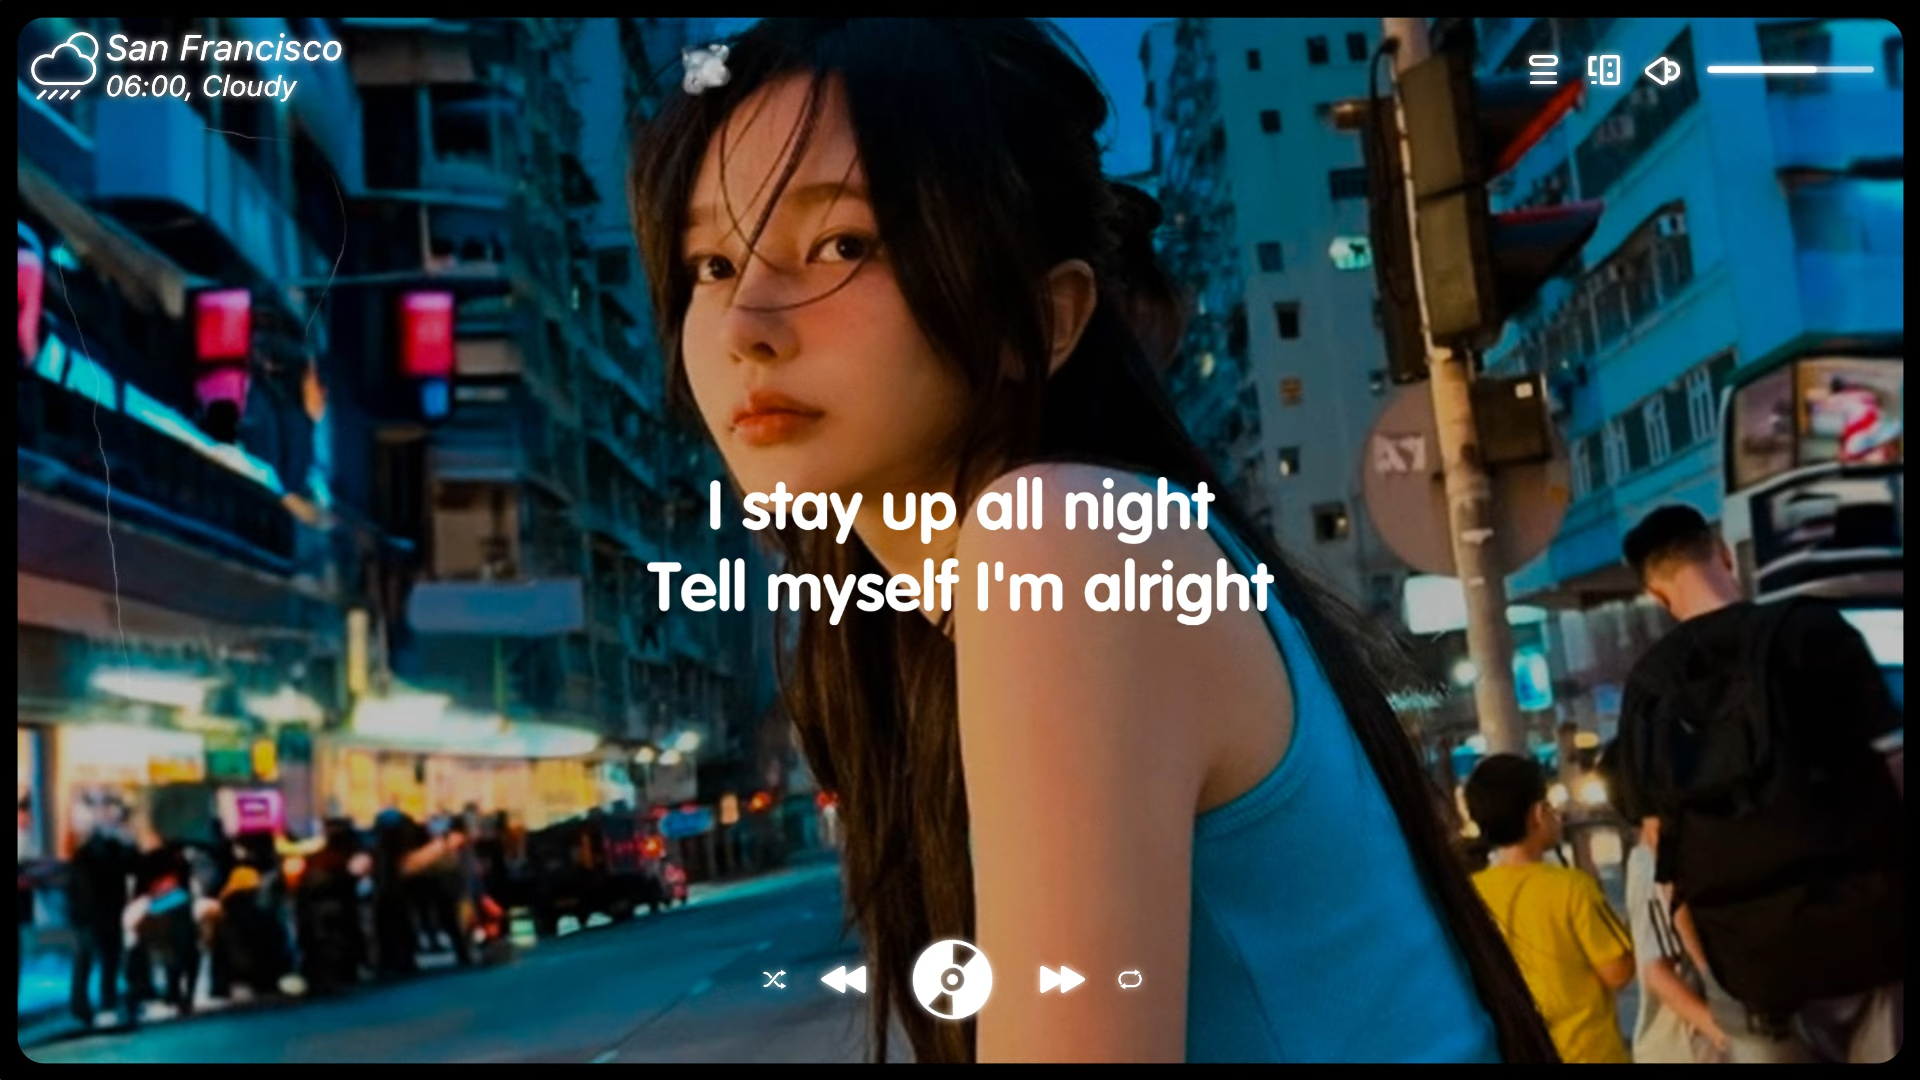 San Francisco
06:00, Cloudy
I stay up all night
Tell myself I'm alright